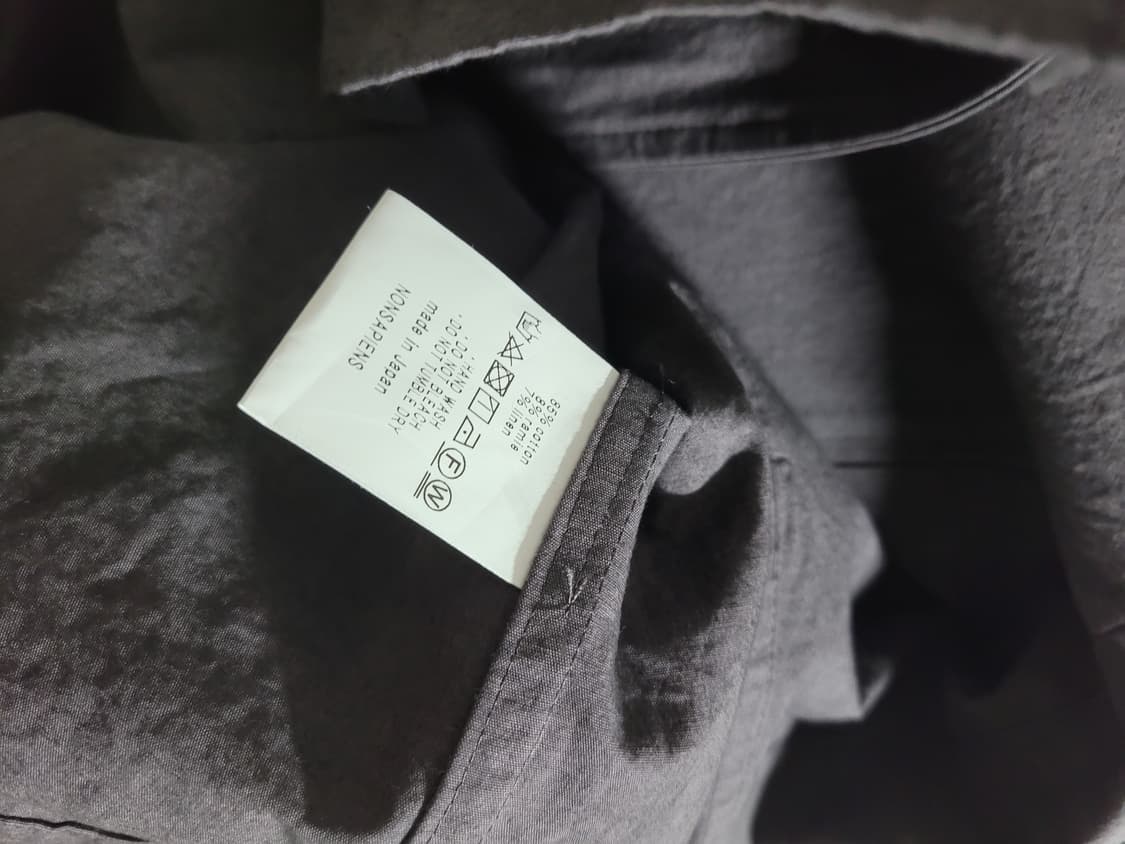 85% cotton
8% ramie
7% linen
F W
· HAND WASH
· DO NOT BLEACH
· DO NOT TUMBLE DRY
made in Japan
NONSAPIENS